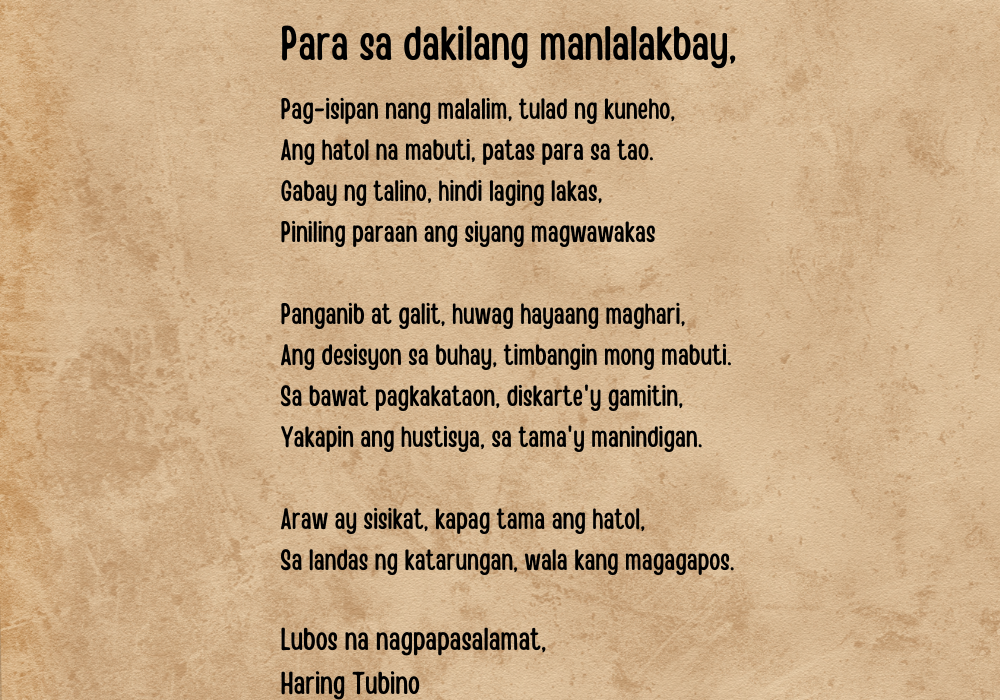 Para sa dakilang manlalakbay,
Pag-isipan nang malalim, tulad ng kuneho,
Ang hatol na mabuti, patas para sa tao.
Gabay ng talino, hindi laging lakas,
Piniling paraan ang siyang magwawakas
Panganib at galit, huwag hayaang maghari,
Ang desisyon sa buhay, timbangin mong mabuti.
Sa bawat pagkakataon, diskarte'y gamitin,
Yakapin ang hustisya, sa tama'y manindigan.
Araw ay sisikat, kapag tama ang hatol,
Sa landas ng katarungan, wala kang magagapos.
Lubos na nagpapasalamat,
Haring Tubino